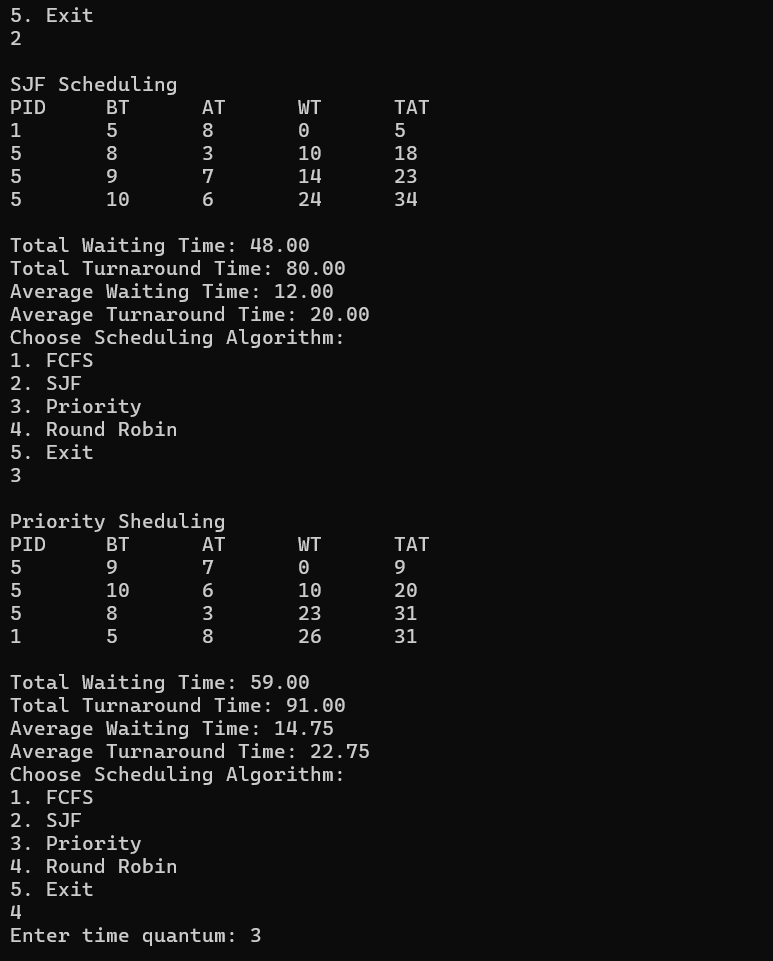 5. Exit
2
SJF Scheduling
PID BT AT WT TAT
1 5 8 0 5
5 8 3 10 18
5 9 7 14 23
5 10 6 24 34
Total Waiting Time: 48.00
Total Turnaround Time: 80.00
Average Waiting Time: 12.00
Average Turnaround Time: 20.00
Choose Scheduling Algorithm:
1. FCFS
2. SJF
3. Priority
4. Round Robin
5. Exit
3
Priority Sheduling
PID BT AT WT TAT
5 9 7 0 9
5 10 6 10 20
5 8 3 23 31
1 5 8 26 31
Total Waiting Time: 59.00
Total Turnaround Time: 91.00
Average Waiting Time: 14.75
Average Turnaround Time: 22.75
Choose Scheduling Algorithm:
1. FCFS
2. SJF
3. Priority
4. Round Robin
5. Exit
4
Enter time quantum: 3